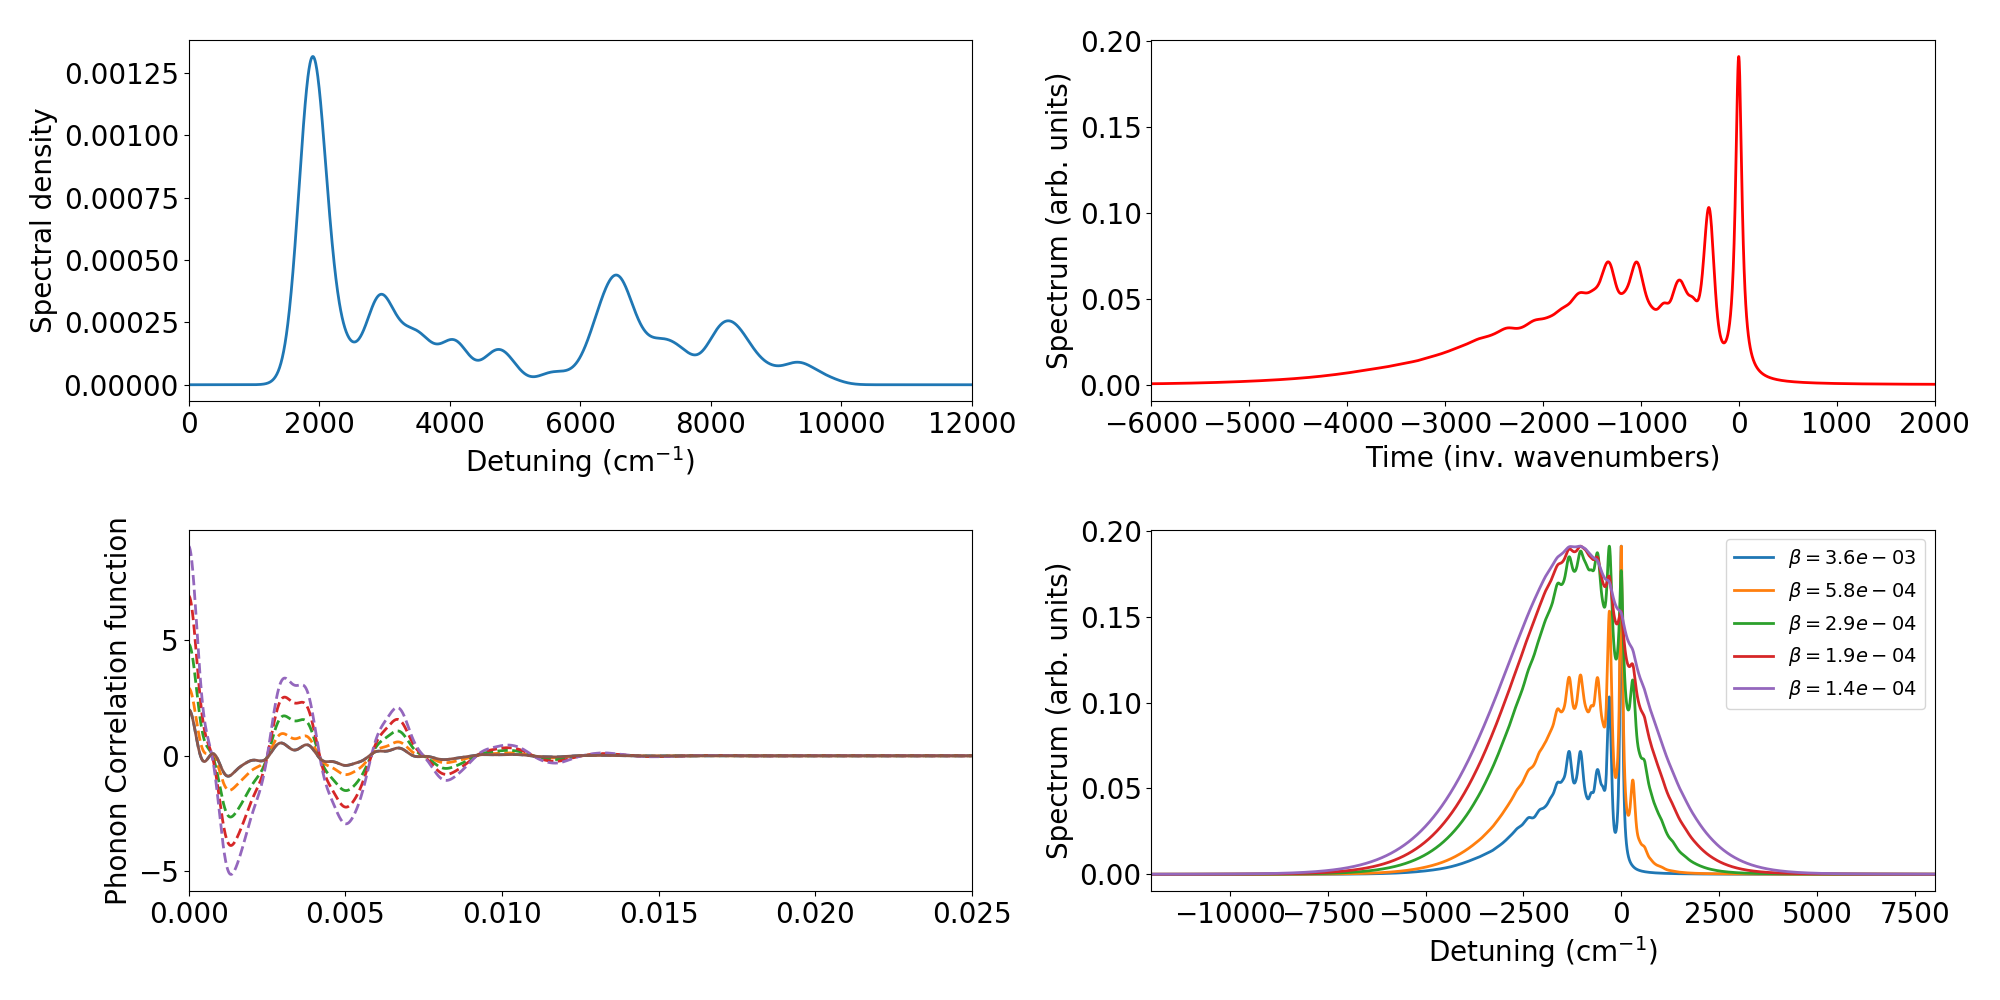 Spectral density
0.00125
0.00100
0.00075
0.00050
0.00025
0.00000
0 2000 4000 6000 8000 10000 12000
Detuning (cm⁻¹)
Spectrum (arb. units)
0.20
0.15
0.10
0.05
0.00
−6000 −5000 −4000 −3000 −2000 −1000 0 1000 2000
Time (inv. wavenumbers)
Phonon Correlation function
5
0
−5
0.000 0.005 0.010 0.015 0.020 0.025
Spectrum (arb. units)
0.20
0.15
0.10
0.05
0.00
β = 3.6e − 03
β = 5.8e − 04
β = 2.9e − 04
β = 1.9e − 04
β = 1.4e − 04
−10000 −7500 −5000 −2500 0 2500 5000 7500
Detuning (cm⁻¹)